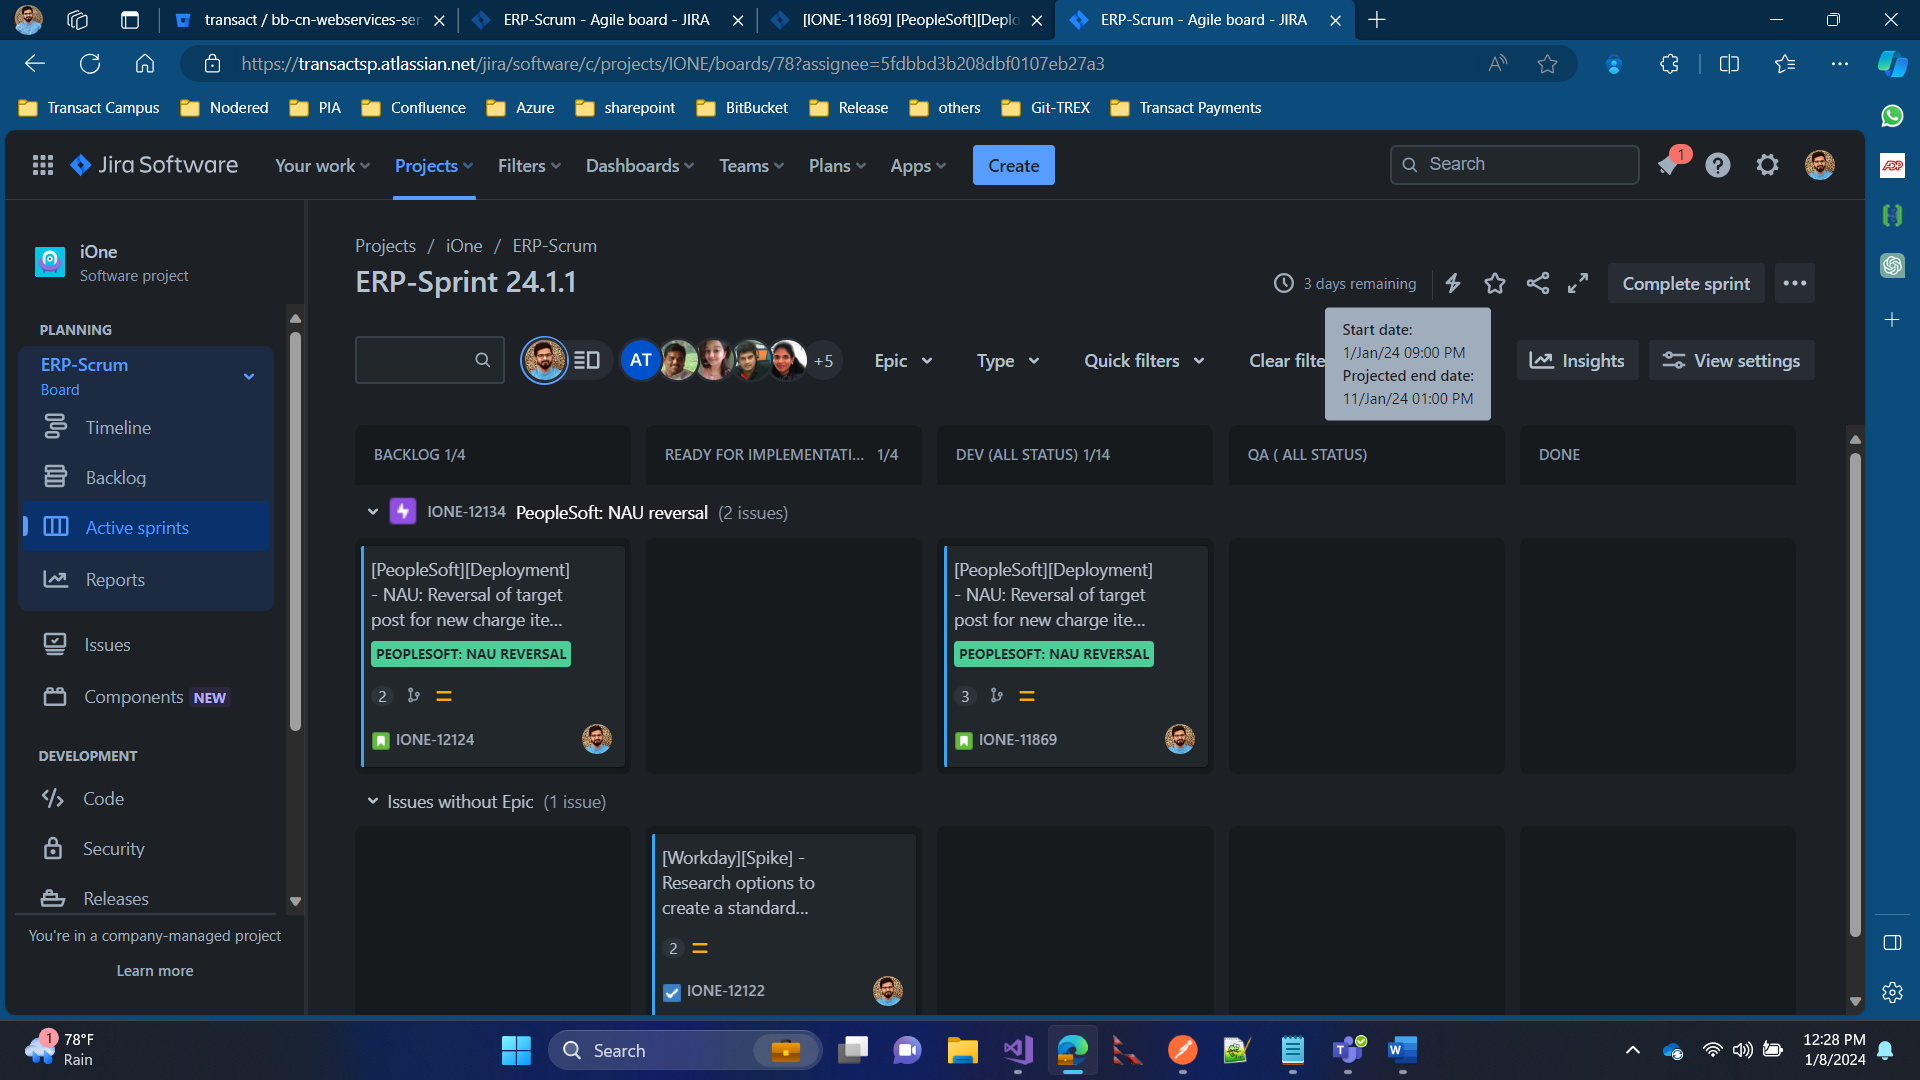 transact / bb-cn-webservices-ser
ERP-Scrum - Agile board - JIRA
[IONE-11869] [PeopleSoft][Deplo
ERP-Scrum - Agile board - JIRA
https://transactsp.atlassian.net/jira/software/c/projects/IONE/boards/78?assignee=5fdbbd3b208dbf0107eb27a3
Transact Campus
Nodered
PIA
Confluence
Azure
sharepoint
BitBucket
Release
others
Git-TREX
Transact Payments
Jira Software
Your work
Projects
Filters
Dashboards
Teams
Plans
Apps
Create
Search
1
ADP
iOne
Software project
PLANNING
ERP-Scrum
Board
Timeline
Backlog
Active sprints
Reports
Issues
Components NEW
DEVELOPMENT
Code
Security
Releases
You're in a company-managed project
Learn more
Projects / iOne / ERP-Scrum
ERP-Sprint 24.1.1
3 days remaining
Complete sprint
Start date:
1/Jan/24 09:00 PM
Projected end date:
11/Jan/24 01:00 PM
AT
+5
Epic
Type
Quick filters
Clear filte
Insights
View settings
BACKLOG 1/4
READY FOR IMPLEMENTATI... 1/4
DEV (ALL STATUS) 1/14
QA ( ALL STATUS)
DONE
IONE-12134 PeopleSoft: NAU reversal (2 issues)
[PeopleSoft][Deployment]
- NAU: Reversal of target
post for new charge ite...
PEOPLESOFT: NAU REVERSAL
2
IONE-12124
[PeopleSoft][Deployment]
- NAU: Reversal of target
post for new charge ite...
PEOPLESOFT: NAU REVERSAL
3
IONE-11869
Issues without Epic (1 issue)
[Workday][Spike] -
Research options to
create a standard...
2
IONE-12122
1
78°F
Rain
Search
12:28 PM
1/8/2024